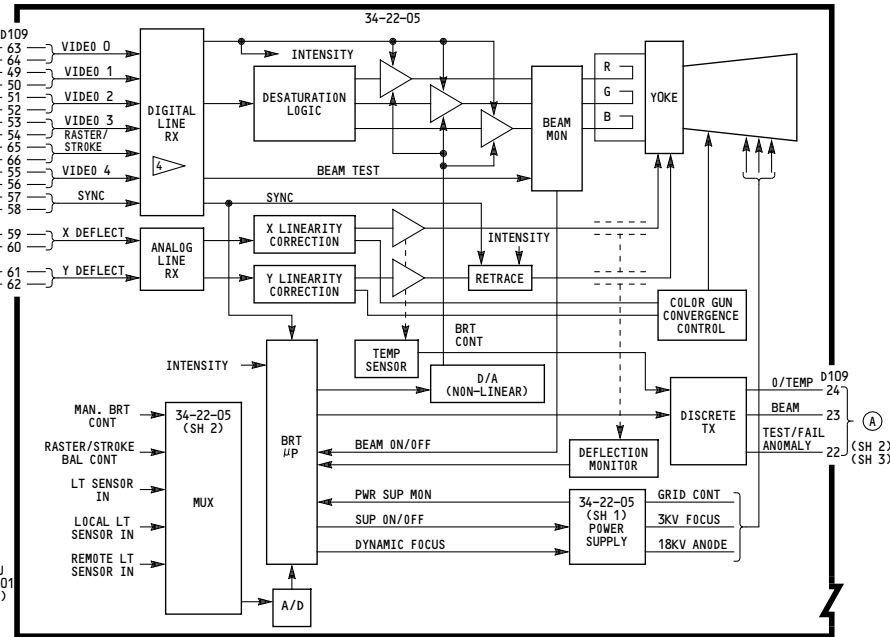 34-22-05
D109
63
64
VIDEO 0
49
50
VIDEO 1
51
52
VIDEO 2
53
54
VIDEO 3
65
66
RASTER/
STROKE
55
56
VIDEO 4
57
58
SYNC
59
60
X DEFLECT
61
62
Y DEFLECT
DIGITAL
LINE
RX
4
ANALOG
LINE
RX
INTENSITY
DESATURATION
LOGIC
BEAM TEST
SYNC
BEAM
MON
R
G
B
YOKE
X LINEARITY
CORRECTION
Y LINEARITY
CORRECTION
INTENSITY
RETRACE
COLOR GUN
CONVERGENCE
CONTROL
TEMP
SENSOR
BRT
CONT
D/A
(NON-LINEAR)
INTENSITY
BRT
µP
MAN. BRT
CONT
RASTER/STROKE
BAL CONT
LT SENSOR
IN
LOCAL LT
SENSOR IN
REMOTE LT
SENSOR IN
34-22-05
(SH 2)
MUX
A/D
BEAM ON/OFF
DEFLECTION
MONITOR
PWR SUP MON
SUP ON/OFF
DYNAMIC FOCUS
34-22-05
(SH 1)
POWER
SUPPLY
GRID CONT
3KV FOCUS
18KV ANODE
DISCRETE
TX
O/TEMP
D109
24
BEAM
23
TEST/FAIL
ANOMALY
22
A
(SH 2)
(SH 3)
01
)